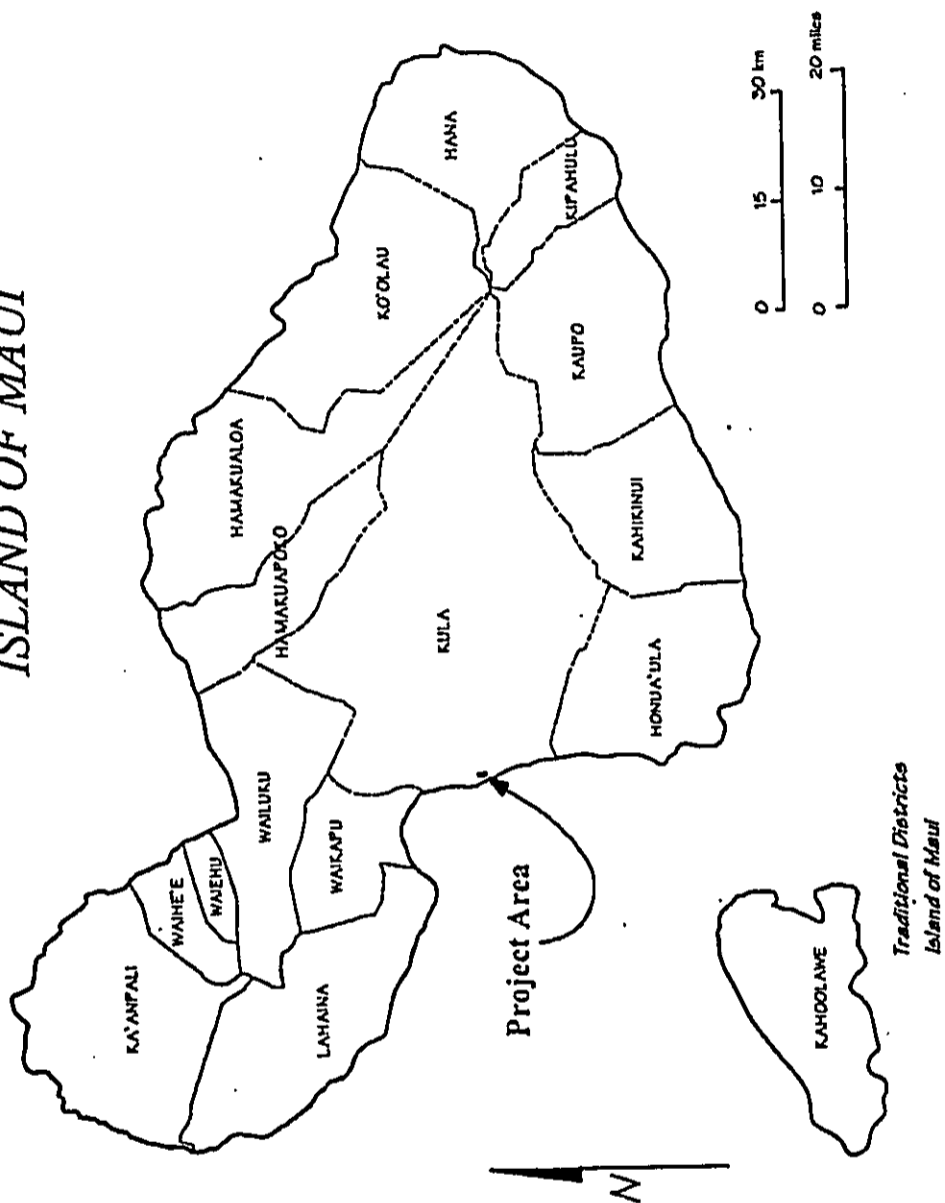 ISLAND OF MAUI
KA'ANPALI
WAIHE'E
WAIEHU
LAHAINA
WAILUKU
WAIKAPU
HAMAKUAPOKO
HAMAKUALOA
KO'OLAU
HANA
KIPAHULU
KULA
KAUPO
KAHIKINUI
HONUA'ULA
Project Area
KAHOOLAWE
N
0 15 30 km
0 10 20 miles
Traditional Districts
Island of Maui